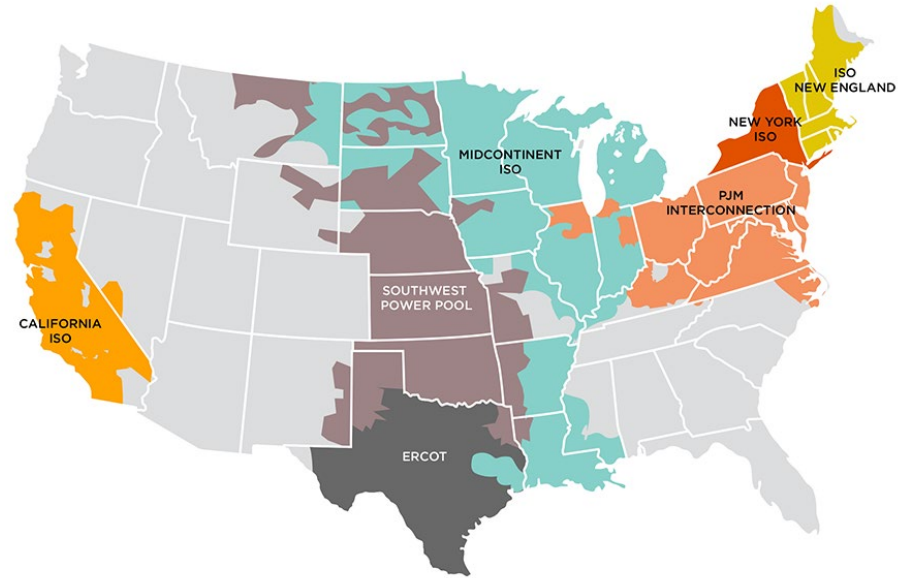 ISO
NEW ENGLAND
NEW YORK
ISO
MIDCONTINENT
ISO
PJM
INTERCONNECTION
SOUTHWEST
POWER POOL
CALIFORNIA
ISO
ERCOT